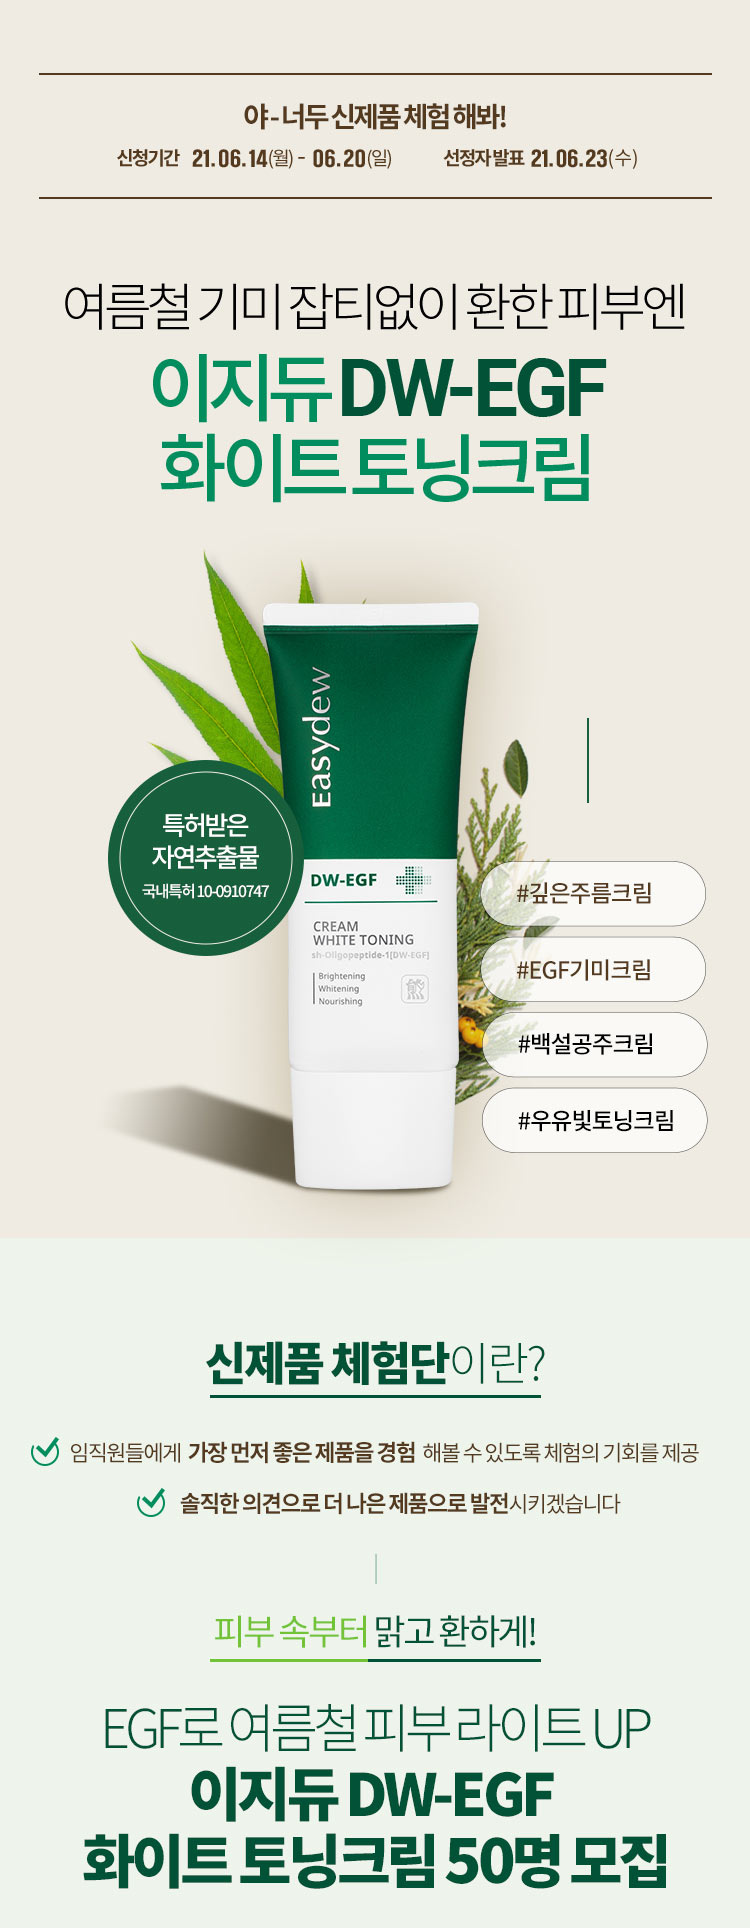 야 - 너두 신제품 체험 해봐!
신청기간 21.06.14(월) - 06.20(일) 선정자 발표 21.06.23(수)
여름철 기미 잡티없이 환한 피부엔
이지듀 DW-EGF
화이트 토닝크림
Easydew
특허받은
자연추출물
국내특허 10-0910747
DW-EGF
CREAM
WHITE TONING
sh-Oligopeptide-1[DW-EGF]
Brightening
Whitening
Nourishing
#깊은주름크림
#EGF기미크림
#백설공주크림
#우유빛토닝크림
신제품 체험단이란?
임직원들에게 가장 먼저 좋은 제품을 경험 해볼 수 있도록 체험의 기회를 제공
솔직한 의견으로 더 나은 제품으로 발전시키겠습니다
피부 속부터 맑고 환하게!
EGF로 여름철 피부 라이트 UP
이지듀 DW-EGF
화이트 토닝크림 50명 모집